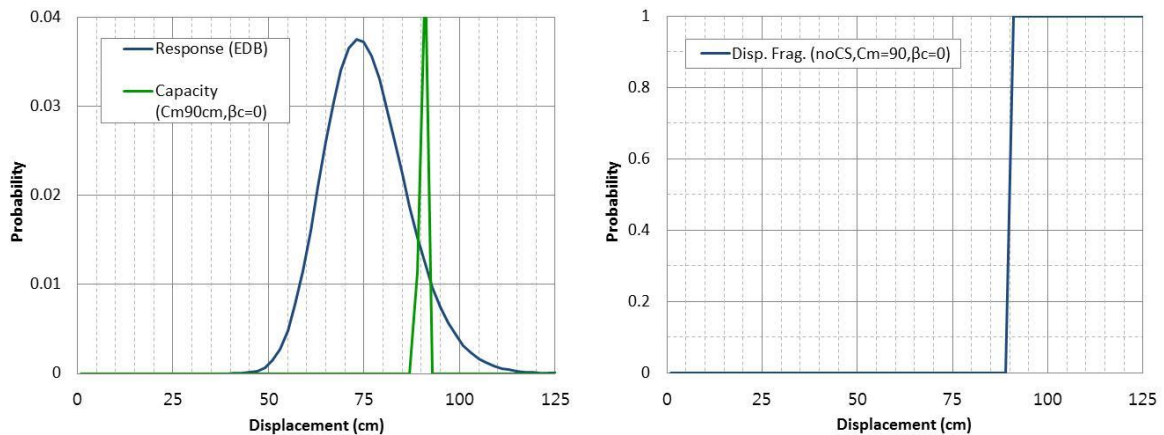 0.04
0.03
0.02
0.01
0
Probability
Response (EDB)
Capacity
(Cm90cm,βc=0)
0 25 50 75 100 125
Displacement (cm)
1
0.8
0.6
0.4
0.2
0
Probability
Disp. Frag. (noCS,Cm=90,βc=0)
0 25 50 75 100 125
Displacement (cm)